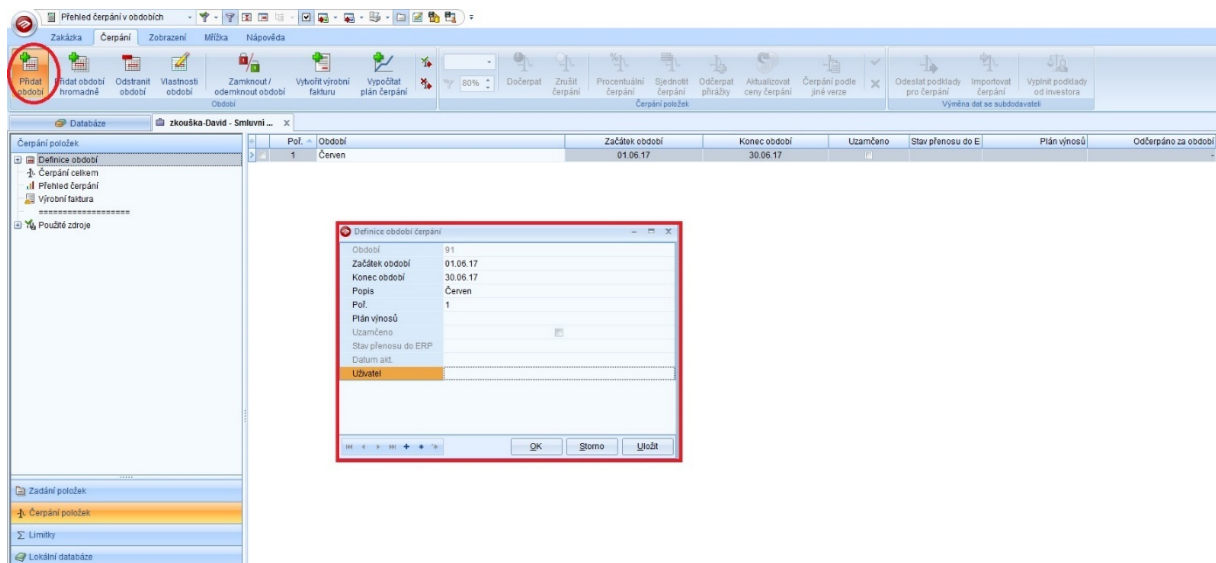 Přehled čerpání v obdobích
Zakázka Čerpání Zobrazení Mřížka Nápověda
Přidat období
Přidat období hromadně
Odstranit období
Vlastnosti období
Zamknout / odemknout období
Vytvořit výrobní fakturu
Vypočítat plán čerpání
80%
Dočerpat
Zrušit čerpání
Procentuální čerpání
Sjednotit čerpání
Odčerpat přirážky
Aktualizovat ceny čerpání
Čerpání podle jiné verze
Odeslat podklady pro čerpání
Importovat čerpání
Vyplnit podklady od investora
Období Čerpání položek Výměna dat se subdodavateli
Databáze zkouška-David - Smluvní ... x
Čerpání položek
Definice období
Čerpání celkem
Přehled čerpání
Výrobní faktura
===================
Použité zdroje
Poř. Období Začátek období Konec období Uzamčeno Stav přenosu do E Plán výnosů Odčerpáno za období
1 Červen 01.06.17 30.06.17 -
Definice období čerpání
Období 91
Začátek období 01.06.17
Konec období 30.06.17
Popis Červen
Poř. 1
Plán výnosů
Uzamčeno
Stav přenosu do ERP
Datum akt.
Uživatel
OK Storno Uložit
Zadání položek
Čerpání položek
Limitky
Lokální databáze